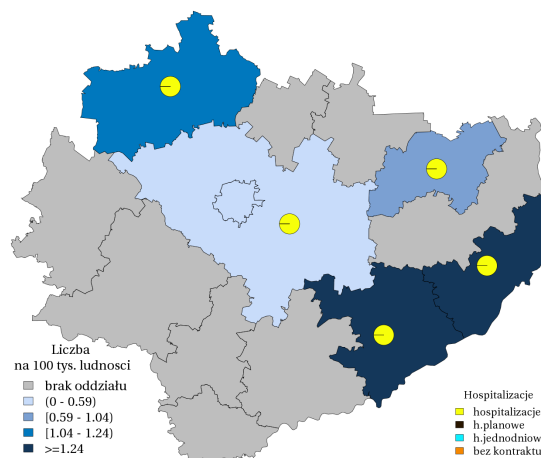 Liczba
na 100 tys. ludnosci
brak oddziału
(0 - 0.59)
[0.59 - 1.04)
[1.04 - 1.24)
>=1.24
Hospitalizacje
hospitalizacje
h.planowe
h.jednodniow
bez kontraktu